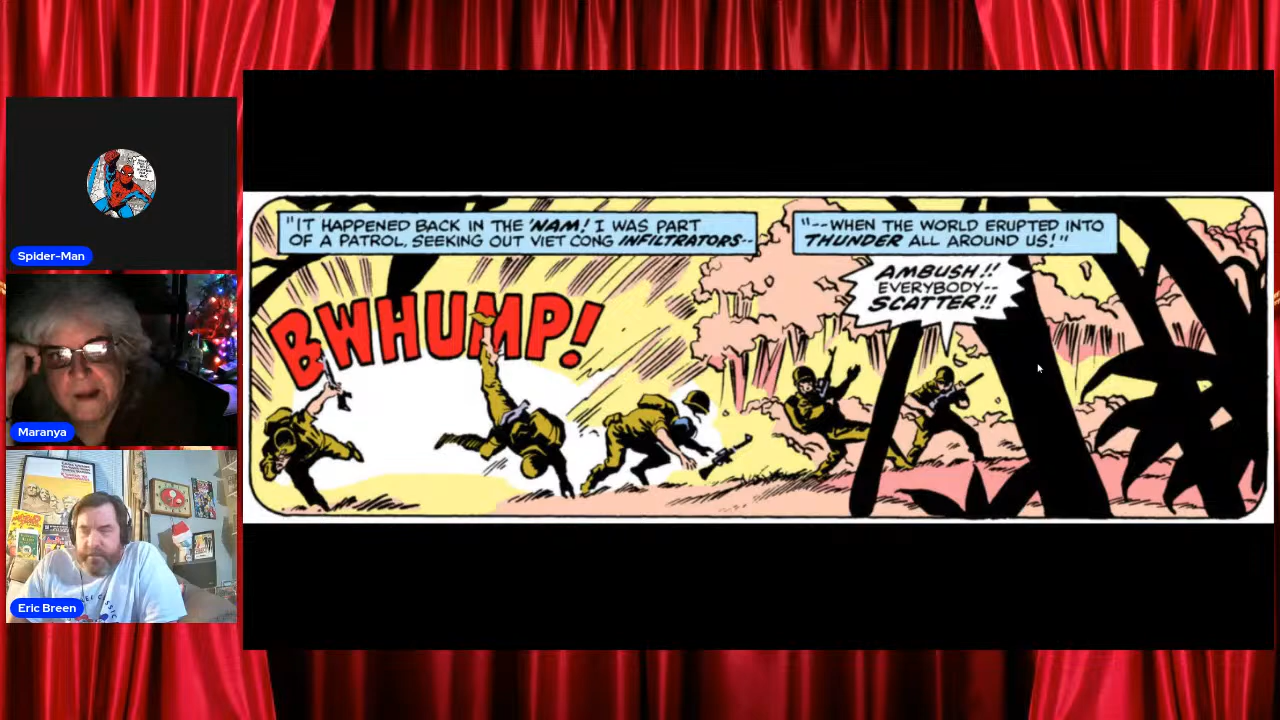 "IT HAPPENED BACK IN THE 'NAM! I WAS PART
OF A PATROL, SEEKING OUT VIET CONG INFILTRATORS--
"--WHEN THE WORLD ERUPTED INTO
THUNDER ALL AROUND US!"
AMBUSH!!
EVERYBODY--
SCATTER!!
BWHUMP!
Spider-Man
Maranya
Eric Breen